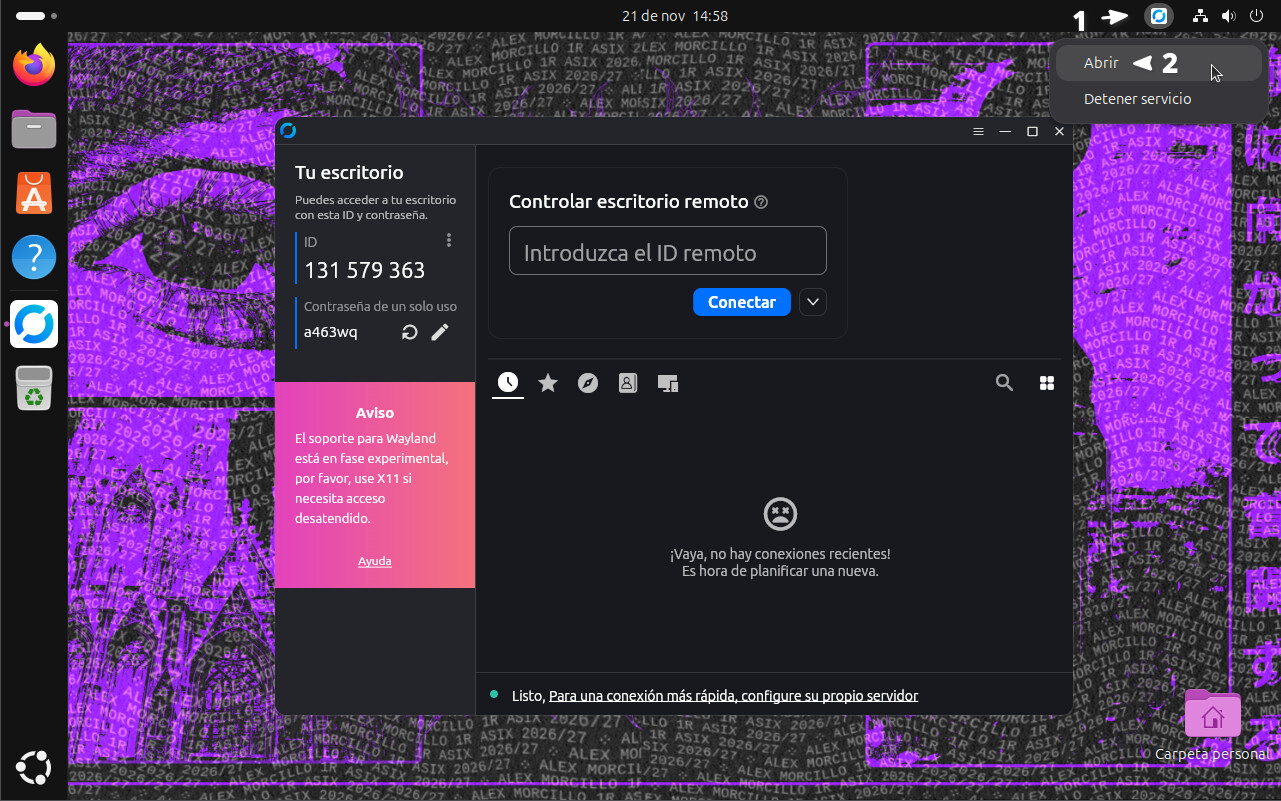 21 de nov 14:58
1
Abrir 2
Detener servicio
Tu escritorio
Puedes acceder a tu escritorio
con esta ID y contraseña.
ID
131 579 363
Contraseña de un solo uso
a463wq
Aviso
El soporte para Wayland
está en fase experimental,
por favor, use X11 si
necesita acceso
desatendido.
Ayuda
Controlar escritorio remoto
Introduzca el ID remoto
Conectar
¡Vaya, no hay conexiones recientes!
Es hora de planificar una nueva.
Listo, Para una conexión más rápida, configure su propio servidor
Carpeta personal
ALEX MORCILLO 1R ASIX 2026/27